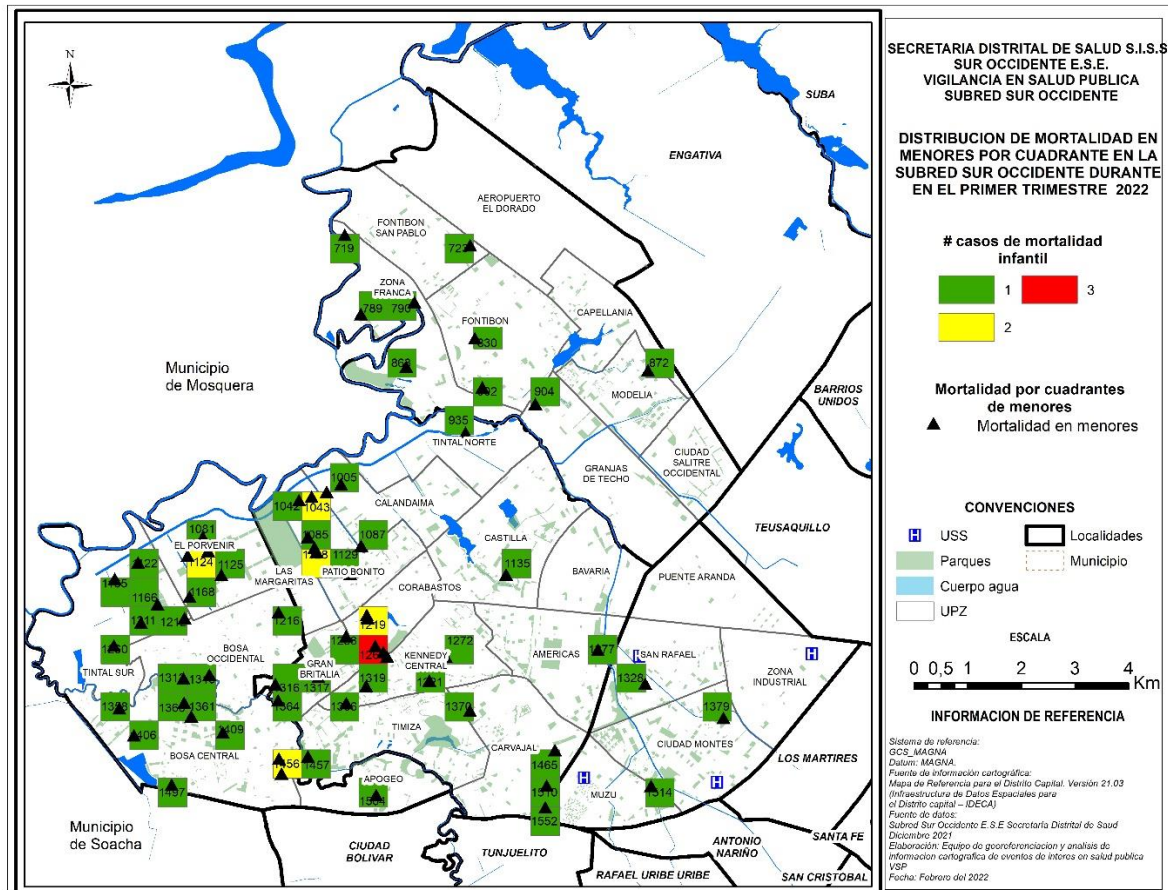 N
SUBA
ENGATIVA
AEROPUERTO
EL DORADO
FONTIBON
SAN PABLO
719
723
ZONA
FRANCA
789
790
FONTIBON
830
CAPELLANIA
872
MODELIA
904
935
TINTAL NORTE
BARRIOS
UNIDOS
Municipio
de Mosquera
CIUDAD
SALITRE
OCCIDENTAL
GRANJAS
DE TECHO
TEUSAQUILLO
1005
1043
CALANDAIMA
1081
EL PORVENIR
1085
1087
CASTILLA
1124
1125
1129
1135
LAS
MARGARITAS
PATIO BONITO
BAVARIA
PUENTE ARANDA
CORABASTOS
1166
1168
1216
1219
BOSA
OCCIDENTAL
GRAN
BRITALIA
KENNEDY
CENTRAL
1272
AMERICAS
SAN RAFAEL
ZONA
INDUSTRIAL
TINTAL SUR
1317
1319
1328
1361
1370
1379
TIMIZA
CIUDAD MONTES
1409
BOSA CENTRAL
CARVAJAL
1457
1465
LOS MARTIRES
APOGEO
1497
1504
1510
1514
MUZU
1552
Municipio
de Soacha
CIUDAD
BOLIVAR
TUNJUELITO
ANTONIO
NARIÑO
SANTA FE
RAFAEL URIBE URIBE
SAN CRISTOBAL
SECRETARIA DISTRITAL DE SALUD S.I.S.S
SUR OCCIDENTE E.S.E.
VIGILANCIA EN SALUD PUBLICA
SUBRED SUR OCCIDENTE
DISTRIBUCION DE MORTALIDAD EN
MENORES POR CUADRANTE EN LA
SUBRED SUR OCCIDENTE DURANTE
EN EL PRIMER TRIMESTRE 2022
# casos de mortalidad
infantil
1
3
2
Mortalidad por cuadrantes
de menores
Mortalidad en menores
CONVENCIONES
H USS
Localidades
Parques
Municipio
Cuerpo agua
UPZ
ESCALA
0 0,5 1 2 3 4 Km
INFORMACION DE REFERENCIA
Sistema de referencia:
GCS_MAGNA
Datum: MAGNA.
Fuente de información cartográfica:
Mapa de Referencia para el Distrito Capital. Versión 21.03
(Infraestructura de Datos Espaciales para
el Distrito capital – IDECA)
Fuente de datos:
Subred Sur Occidente E.S.E Secretaria Distrital de Saud
Diciembre 2021
Elaboración: Equipo de georoferenciacion y analisis de
informacion cartografica de eventos de interes en salud publica
VSP
Fecha: Febrero del 2022